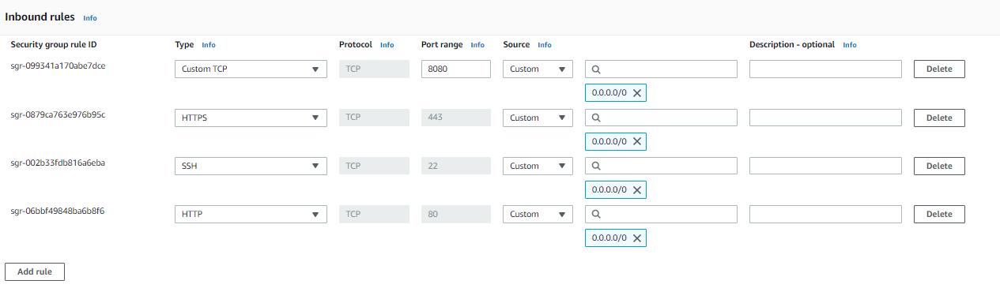 Inbound rules Info
Security group rule ID Type Info Protocol Info Port range Info Source Info Description - optional Info
sgr-099341a170abe7dce Custom TCP TCP 8080 Custom Delete
0.0.0.0/0
sgr-0879ca763e976b95c HTTPS TCP 443 Custom Delete
0.0.0.0/0
sgr-002b33fdb816a6eba SSH TCP 22 Custom Delete
0.0.0.0/0
sgr-06bbf49848ba6b8f6 HTTP TCP 80 Custom Delete
0.0.0.0/0
Add rule